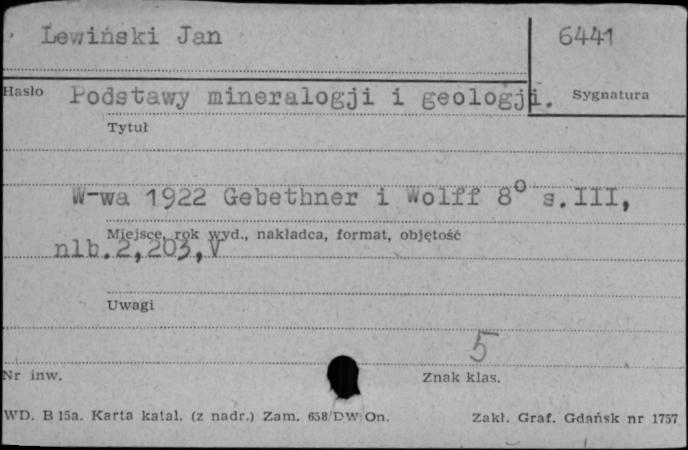 Lewiński Jan
6441
Hasło Podstawy mineralogji i geologji. Sygnatura
Tytuł
W-wa 1922 Gebethner i Wolff 8° s.III,
Miejsce, rok wyd., nakładca, format, objętość
nlb.2,203,V
Uwagi
5
Nr inw.
Znak klas.
WD. B 15a. Karta katal. (z nadr.) Zam. 658/DW/On. Zakł. Graf. Gdańsk nr 1757